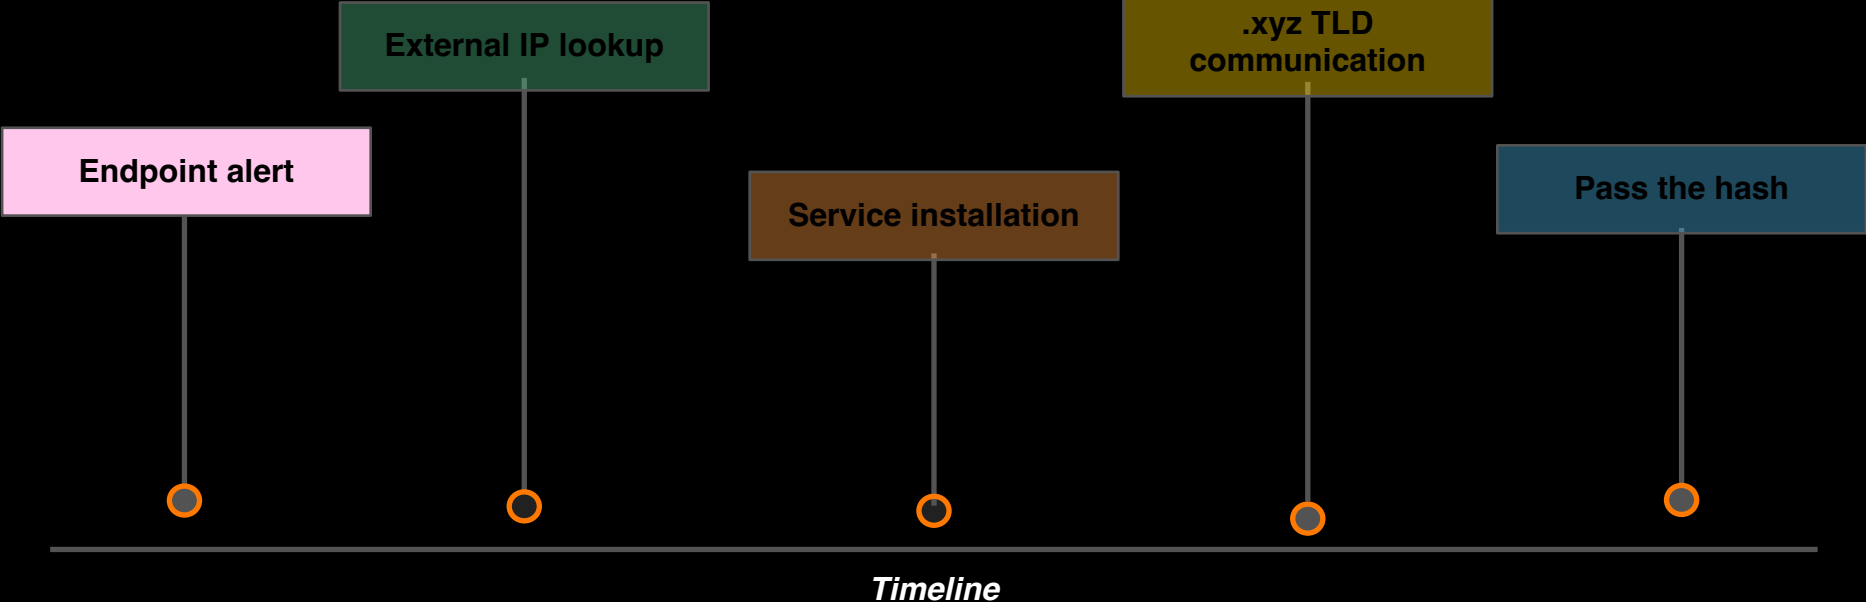 Endpoint alert
External IP lookup
Service installation
.xyz TLD
communication
Pass the hash
Timeline